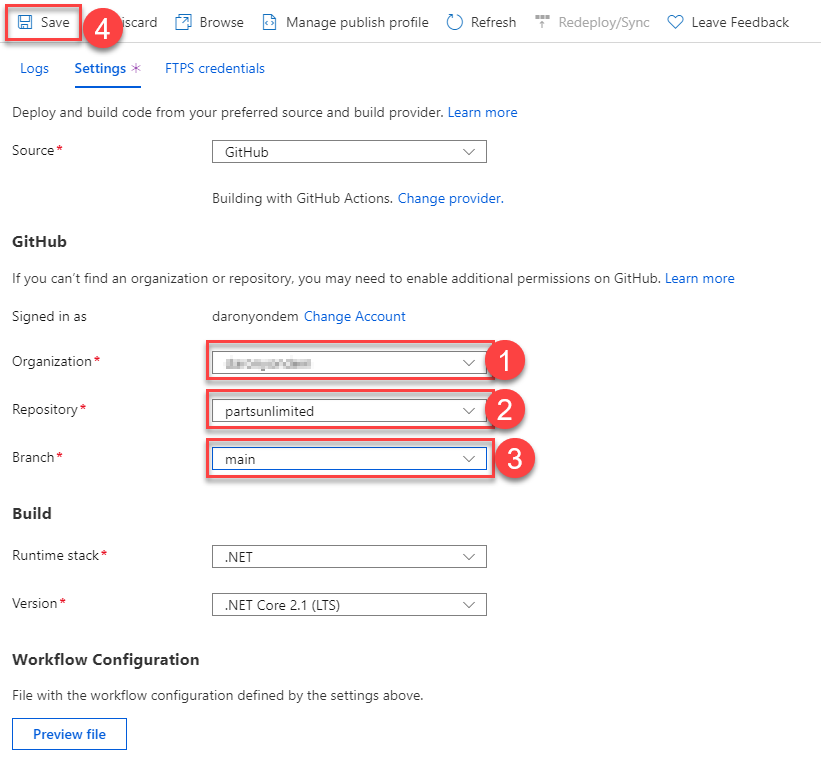 Save 4 iscard Browse Manage publish profile Refresh Redeploy/Sync Leave Feedback
Logs Settings * FTPS credentials
Deploy and build code from your preferred source and build provider. Learn more
Source* GitHub
Building with GitHub Actions. Change provider.
GitHub
If you can't find an organization or repository, you may need to enable additional permissions on GitHub. Learn more
Signed in as daronyondem Change Account
Organization* 1
Repository* partsunlimited 2
Branch* main 3
Build
Runtime stack* .NET
Version* .NET Core 2.1 (LTS)
Workflow Configuration
File with the workflow configuration defined by the settings above.
Preview file